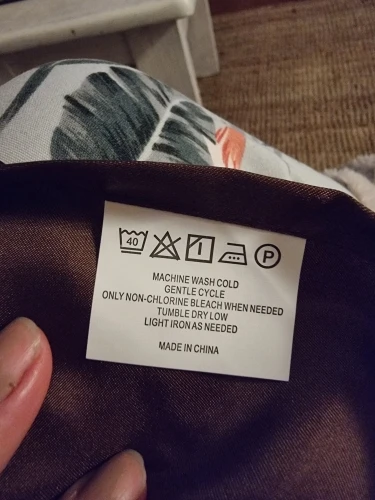 40 P
MACHINE WASH COLD
GENTLE CYCLE
ONLY NON-CHLORINE BLEACH WHEN NEEDED
TUMBLE DRY LOW
LIGHT IRON AS NEEDED
MADE IN CHINA